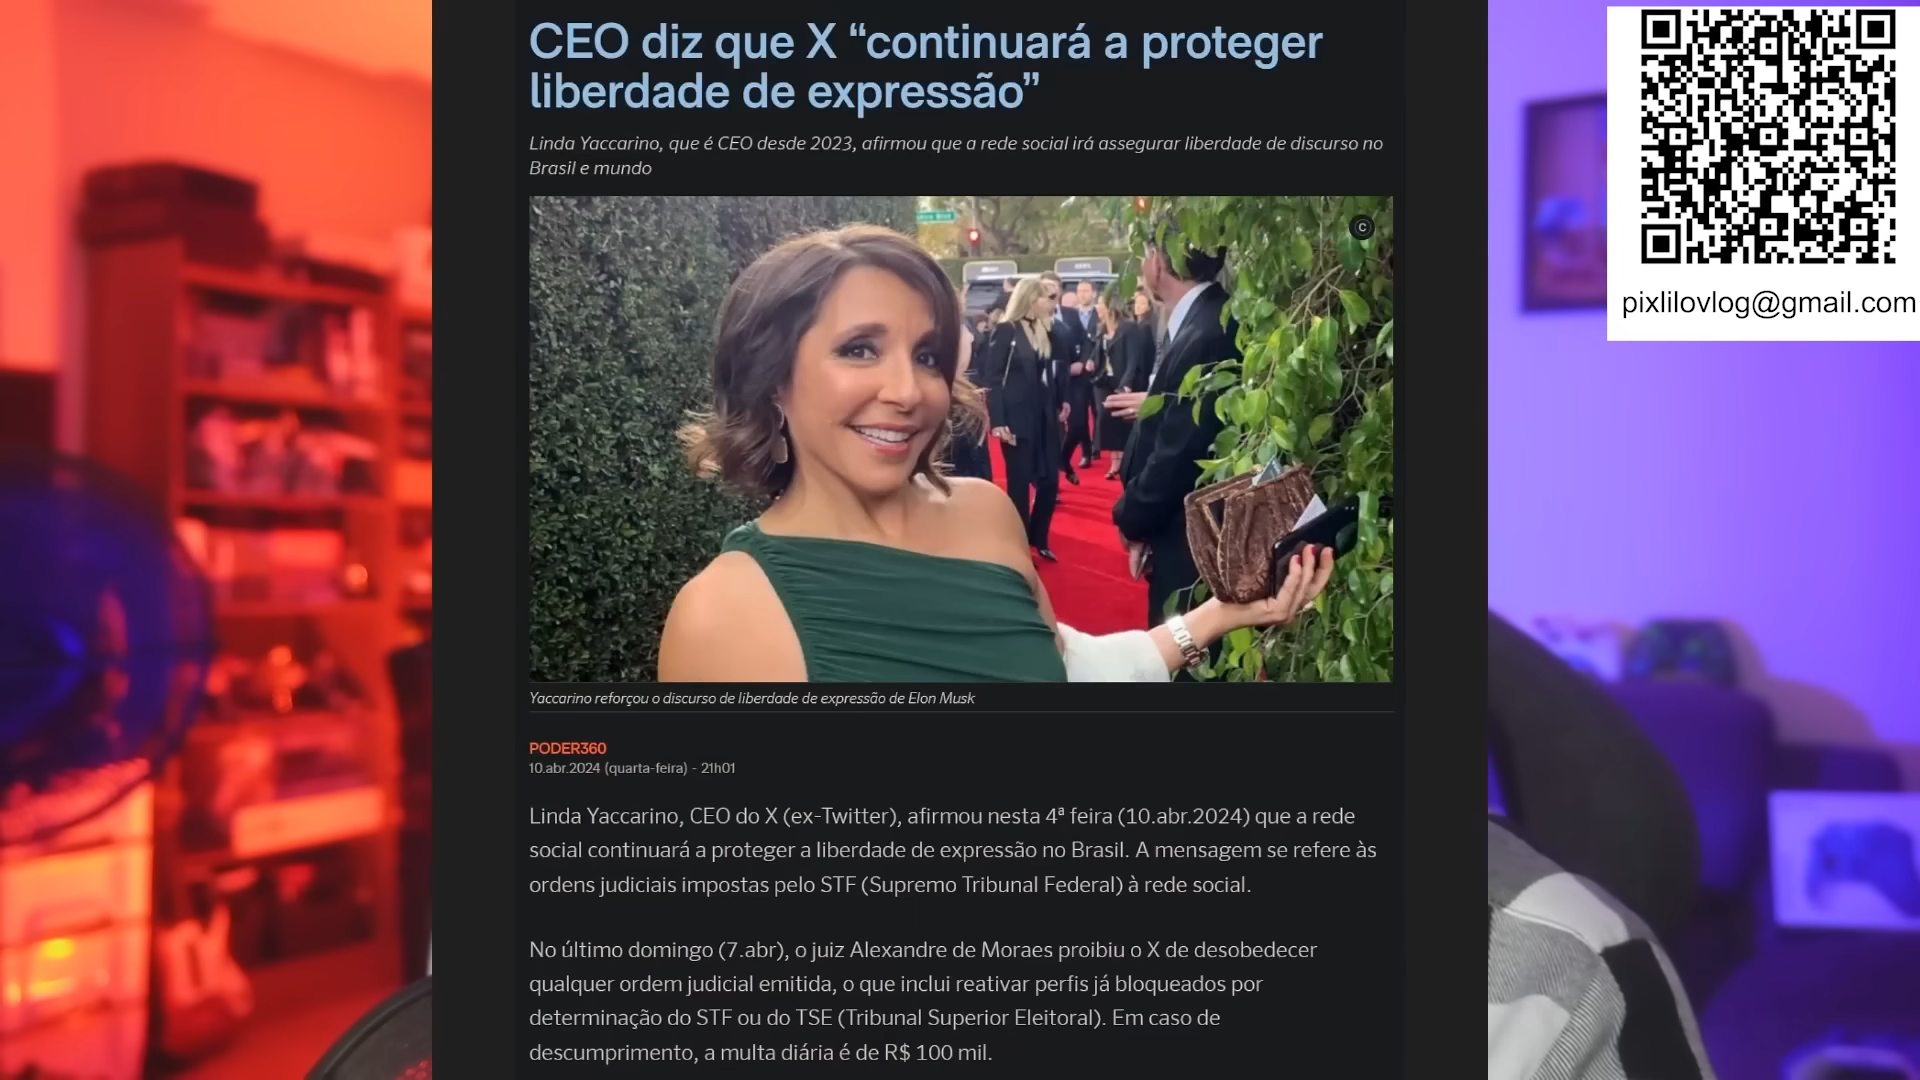 CEO diz que X “continuará a proteger
liberdade de expressão”
Linda Yaccarino, que é CEO desde 2023, afirmou que a rede social irá assegurar liberdade de discurso no
Brasil e mundo
C
pixlilovlog@gmail.com
Yaccarino reforçou o discurso de liberdade de expressão de Elon Musk
PODER360
10.abr.2024 (quarta-feira) - 21h01
Linda Yaccarino, CEO do X (ex-Twitter), afirmou nesta 4ª feira (10.abr.2024) que a rede
social continuará a proteger a liberdade de expressão no Brasil. A mensagem se refere às
ordens judiciais impostas pelo STF (Supremo Tribunal Federal) à rede social.
No último domingo (7.abr), o juiz Alexandre de Moraes proibiu o X de desobedecer
qualquer ordem judicial emitida, o que inclui reativar perfis já bloqueados por
determinação do STF ou do TSE (Tribunal Superior Eleitoral). Em caso de
descumprimento, a multa diária é de R$ 100 mil.